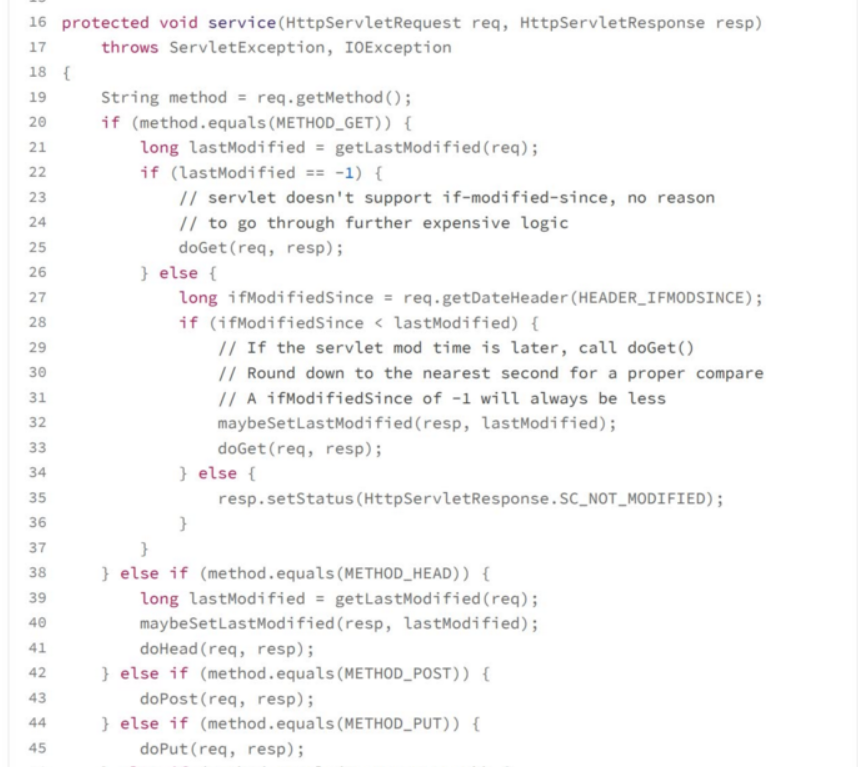 16 protected void service(HttpServletRequest req, HttpServletResponse resp)
17     throws ServletException, IOException
18 {
19     String method = req.getMethod();
20     if (method.equals(METHOD_GET)) {
21         long lastModified = getLastModified(req);
22         if (lastModified == -1) {
23             // servlet doesn't support if-modified-since, no reason
24             // to go through further expensive logic
25             doGet(req, resp);
26         } else {
27             long ifModifiedSince = req.getDateHeader(HEADER_IFMODSINCE);
28             if (ifModifiedSince < lastModified) {
29                 // If the servlet mod time is later, call doGet()
30                 // Round down to the nearest second for a proper compare
31                 // A ifModifiedSince of -1 will always be less
32                 maybeSetLastModified(resp, lastModified);
33                 doGet(req, resp);
34             } else {
35                 resp.setStatus(HttpServletResponse.SC_NOT_MODIFIED);
36             }
37         }
38     } else if (method.equals(METHOD_HEAD)) {
39         long lastModified = getLastModified(req);
40         maybeSetLastModified(resp, lastModified);
41         doHead(req, resp);
42     } else if (method.equals(METHOD_POST)) {
43         doPost(req, resp);
44     } else if (method.equals(METHOD_PUT)) {
45         doPut(req, resp);